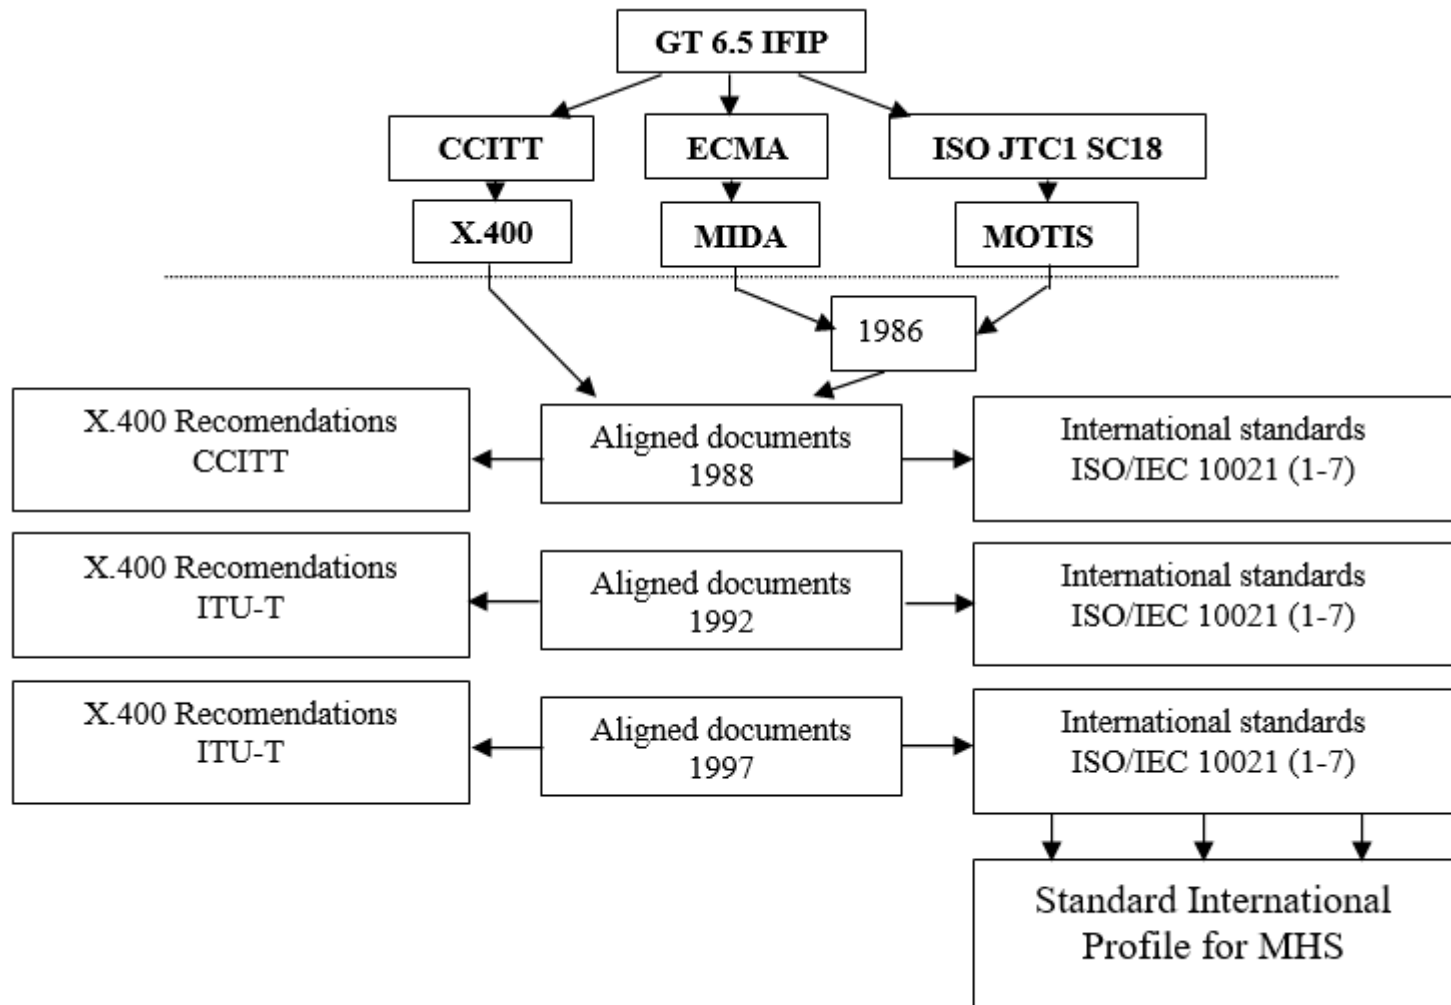 GT 6.5 IFIP
CCITT
ECMA
ISO JTC1 SC18
X.400
MIDA
MOTIS
1986
X.400 Recomendations
CCITT
Aligned documents
1988
International standards
ISO/IEC 10021 (1-7)
X.400 Recomendations
ITU-T
Aligned documents
1992
International standards
ISO/IEC 10021 (1-7)
X.400 Recomendations
ITU-T
Aligned documents
1997
International standards
ISO/IEC 10021 (1-7)
Standard International
Profile for MHS